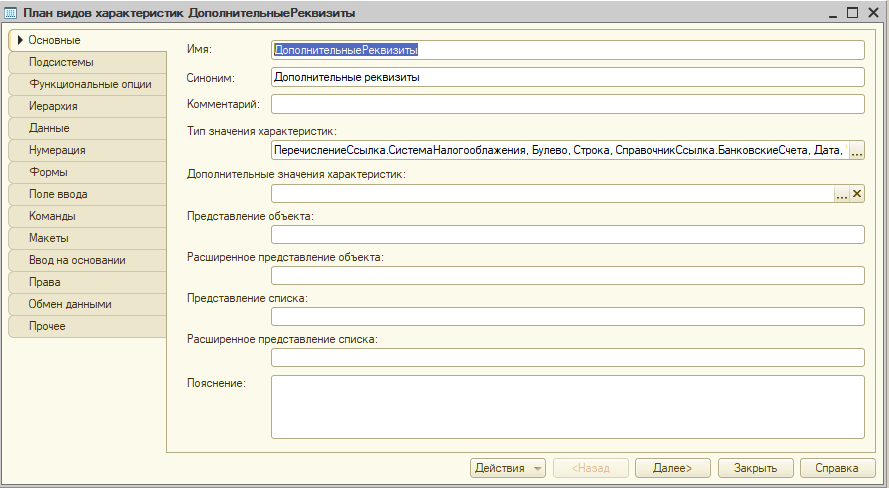 План видов характеристик ДополнительныеРеквизиты
Основные
Подсистемы
Функциональные опции
Иерархия
Данные
Нумерация
Формы
Поле ввода
Команды
Макеты
Ввод на основании
Права
Обмен данными
Прочее
Имя: ДополнительныеРеквизиты
Синоним: Дополнительные реквизиты
Комментарий:
Тип значения характеристик:
ПеречислениеСсылка.СистемаНалогооблажения, Булево, Строка, СправочникСсылка.БанковскиеСчета, Дата, ...
Дополнительные значения характеристик:
... ×
Представление объекта:
Расширенное представление объекта:
Представление списка:
Расширенное представление списка:
Пояснение:
Действия <Назад Далее> Закрыть Справка